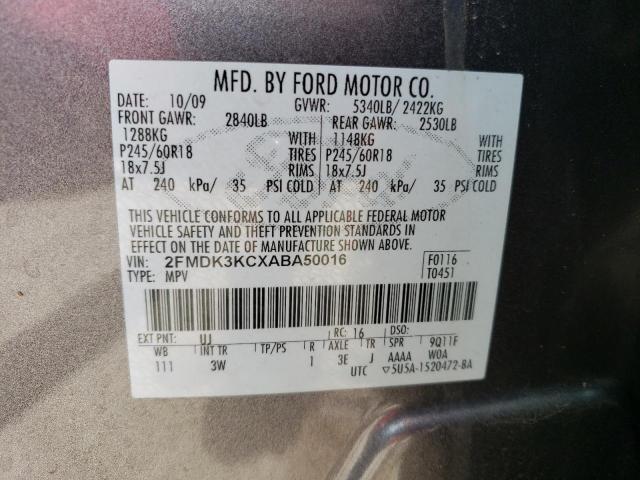 MFD. BY FORD MOTOR CO.
DATE: 10/09 GVWR: 5340LB/ 2422KG
FRONT GAWR: 2840LB REAR GAWR: 2530LB
1288KG WITH 1148KG WITH
P245/60R18 TIRES P245/60R18 TIRES
18x7.5J RIMS 18x7.5J RIMS
AT 240 kPa/ 35 PSI COLD AT 240 kPa/ 35 PSI COLD
THIS VEHICLE CONFORMS TO ALL APPLICABLE FEDERAL MOTOR
VEHICLE SAFETY AND THEFT PREVENTION STANDARDS IN
EFFECT ON THE DATE OF MANUFACTURE SHOWN ABOVE.
VIN: 2FMDK3KCXABA50016 F0116
TYPE: MPV T0451
EXT PNT: UJ RC: 16 DSO:
WB INT TR TP/PS R AXLE TR SPR 9Q11F
111 3W 1 3E J AAAA WOA
UTC ▽5U5A-1520472-BA